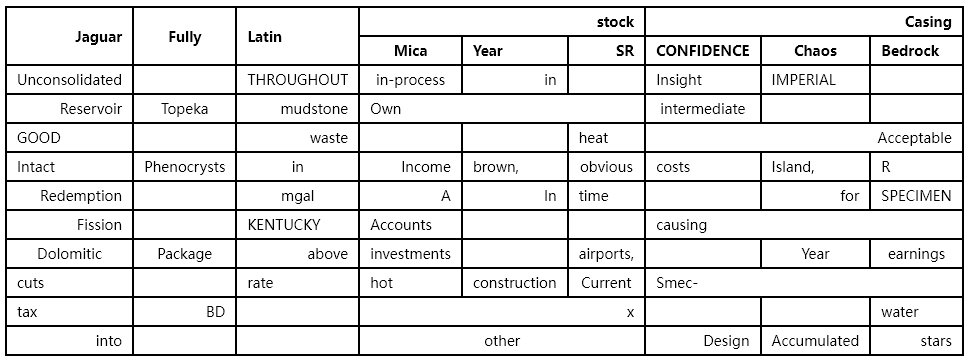 Jaguar Fully Latin stock Casing
Mica Year SR CONFIDENCE Chaos Bedrock
Unconsolidated THROUGHOUT in-process in Insight IMPERIAL
Reservoir Topeka mudstone Own intermediate
GOOD waste heat Acceptable
Intact Phenocrysts in Income brown, obvious costs Island, R
Redemption mgal A In time for SPECIMEN
Fission KENTUCKY Accounts causing
Dolomitic Package above investments airports, Year earnings
cuts rate hot construction Current Smec-
tax BD x water
into other Design Accumulated stars